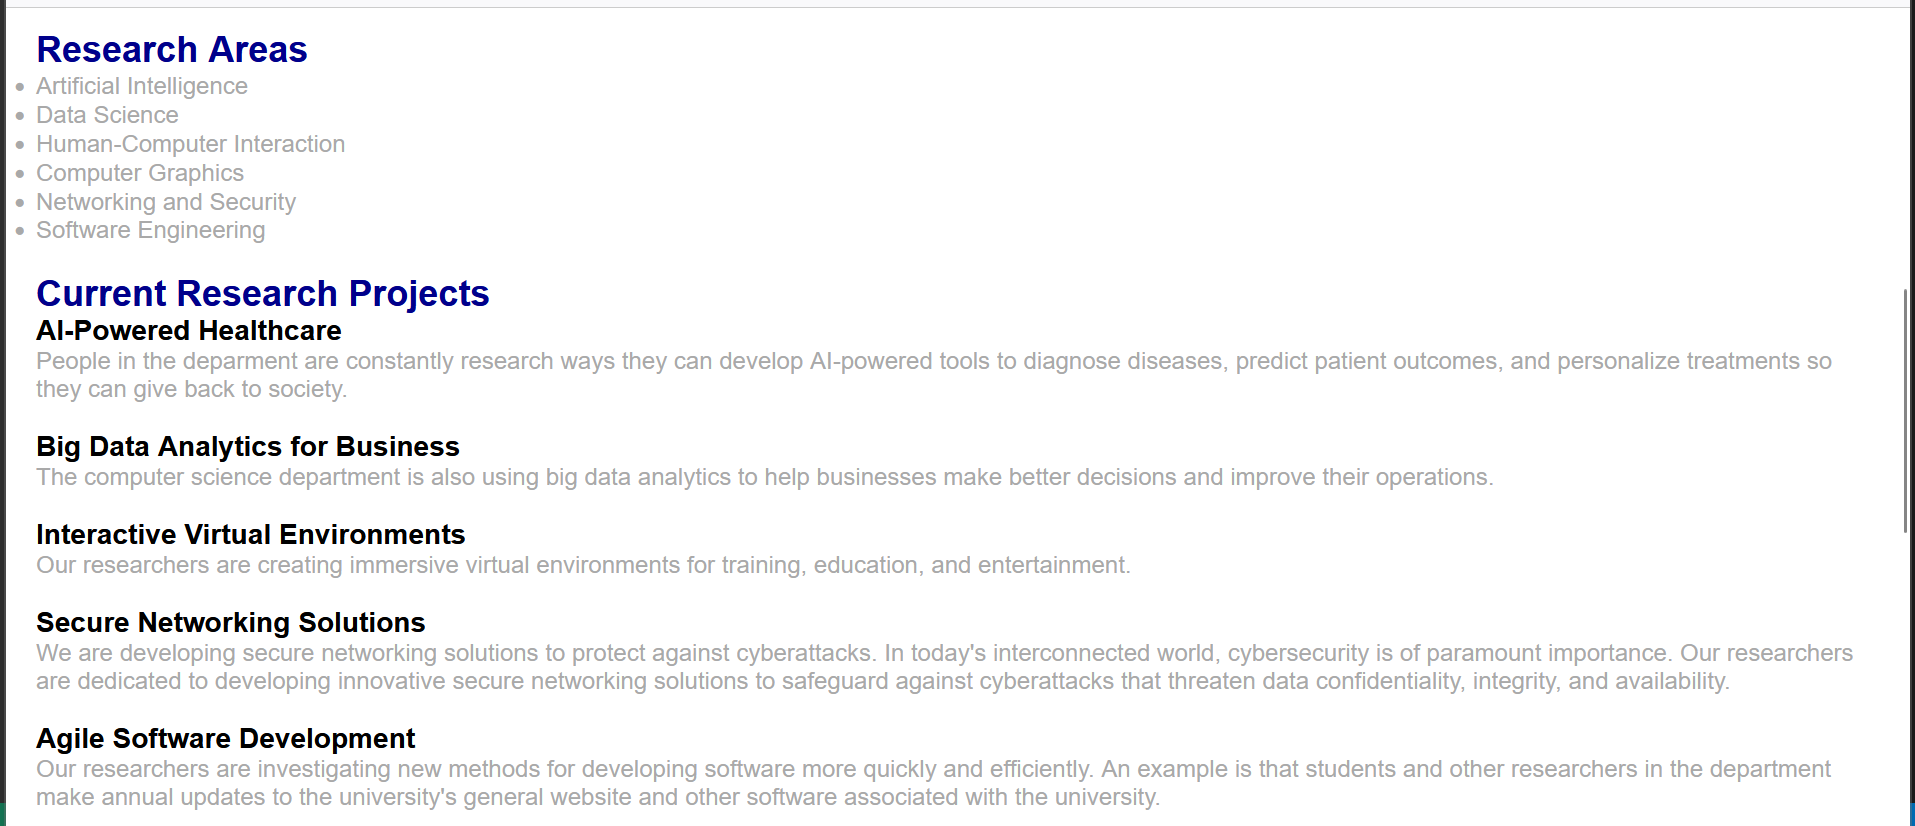 Research Areas
Artificial Intelligence
Data Science
Human-Computer Interaction
Computer Graphics
Networking and Security
Software Engineering
Current Research Projects
AI-Powered Healthcare
People in the deparment are constantly research ways they can develop AI-powered tools to diagnose diseases, predict patient outcomes, and personalize treatments so
they can give back to society.
Big Data Analytics for Business
The computer science department is also using big data analytics to help businesses make better decisions and improve their operations.
Interactive Virtual Environments
Our researchers are creating immersive virtual environments for training, education, and entertainment.
Secure Networking Solutions
We are developing secure networking solutions to protect against cyberattacks. In today's interconnected world, cybersecurity is of paramount importance. Our researchers
are dedicated to developing innovative secure networking solutions to safeguard against cyberattacks that threaten data confidentiality, integrity, and availability.
Agile Software Development
Our researchers are investigating new methods for developing software more quickly and efficiently. An example is that students and other researchers in the department
make annual updates to the university's general website and other software associated with the university.